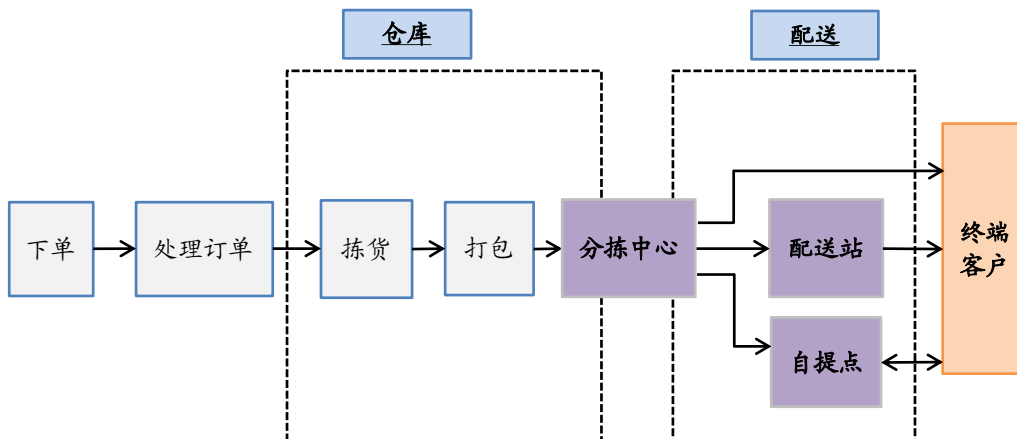 仓库
配送
下单
处理订单
拣货
打包
分拣中心
配送站
自提点
终端
客户